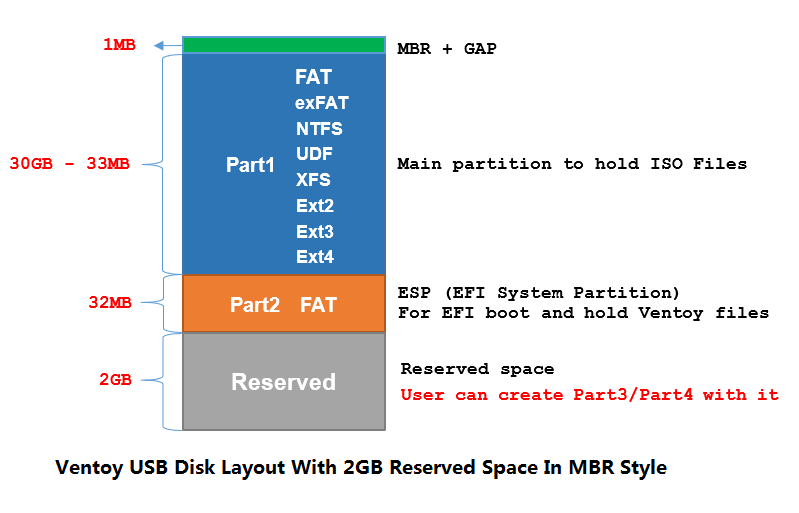 1MB
MBR + GAP
FAT
exFAT
NTFS
UDF
XFS
Ext2
Ext3
Ext4
Part1
30GB - 33MB
Main partition to hold ISO Files
32MB
Part2 FAT
ESP (EFI System Partition)
For EFI boot and hold Ventoy files
2GB
Reserved
Reserved space
User can create Part3/Part4 with it
Ventoy USB Disk Layout With 2GB Reserved Space In MBR Style